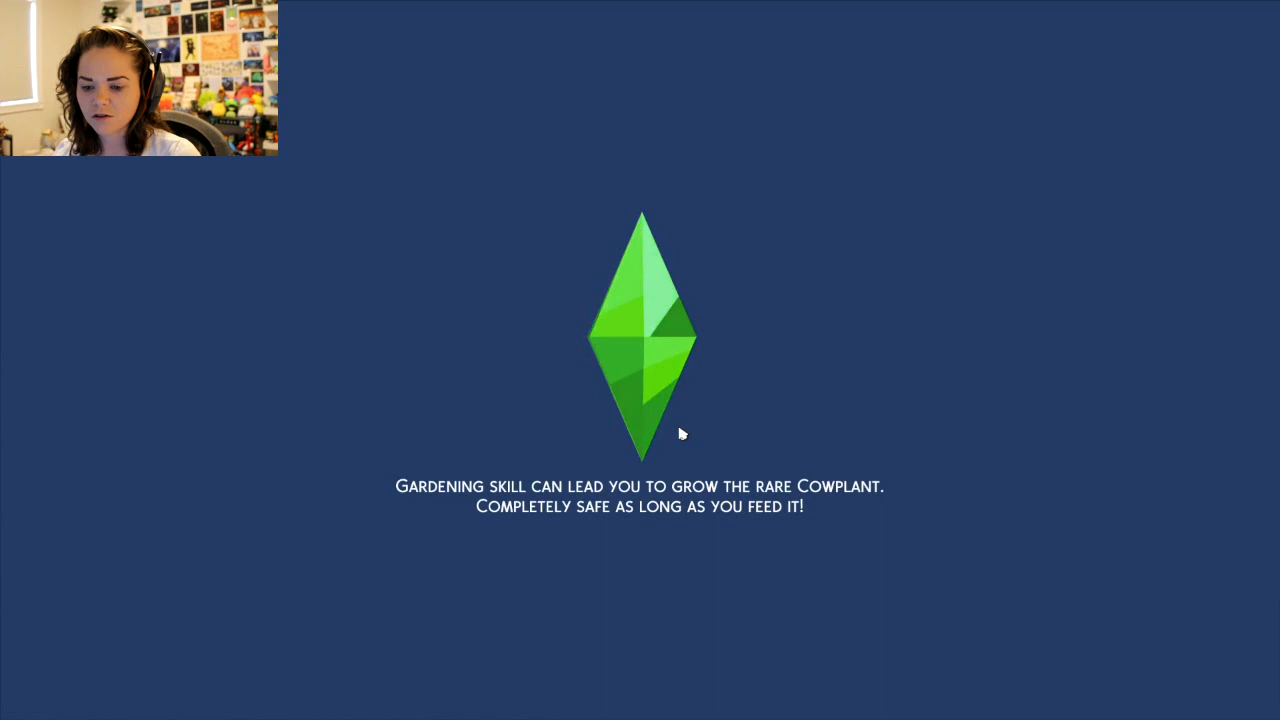 Gardening skill can lead you to grow the rare Cowplant.
Completely safe as long as you feed it!